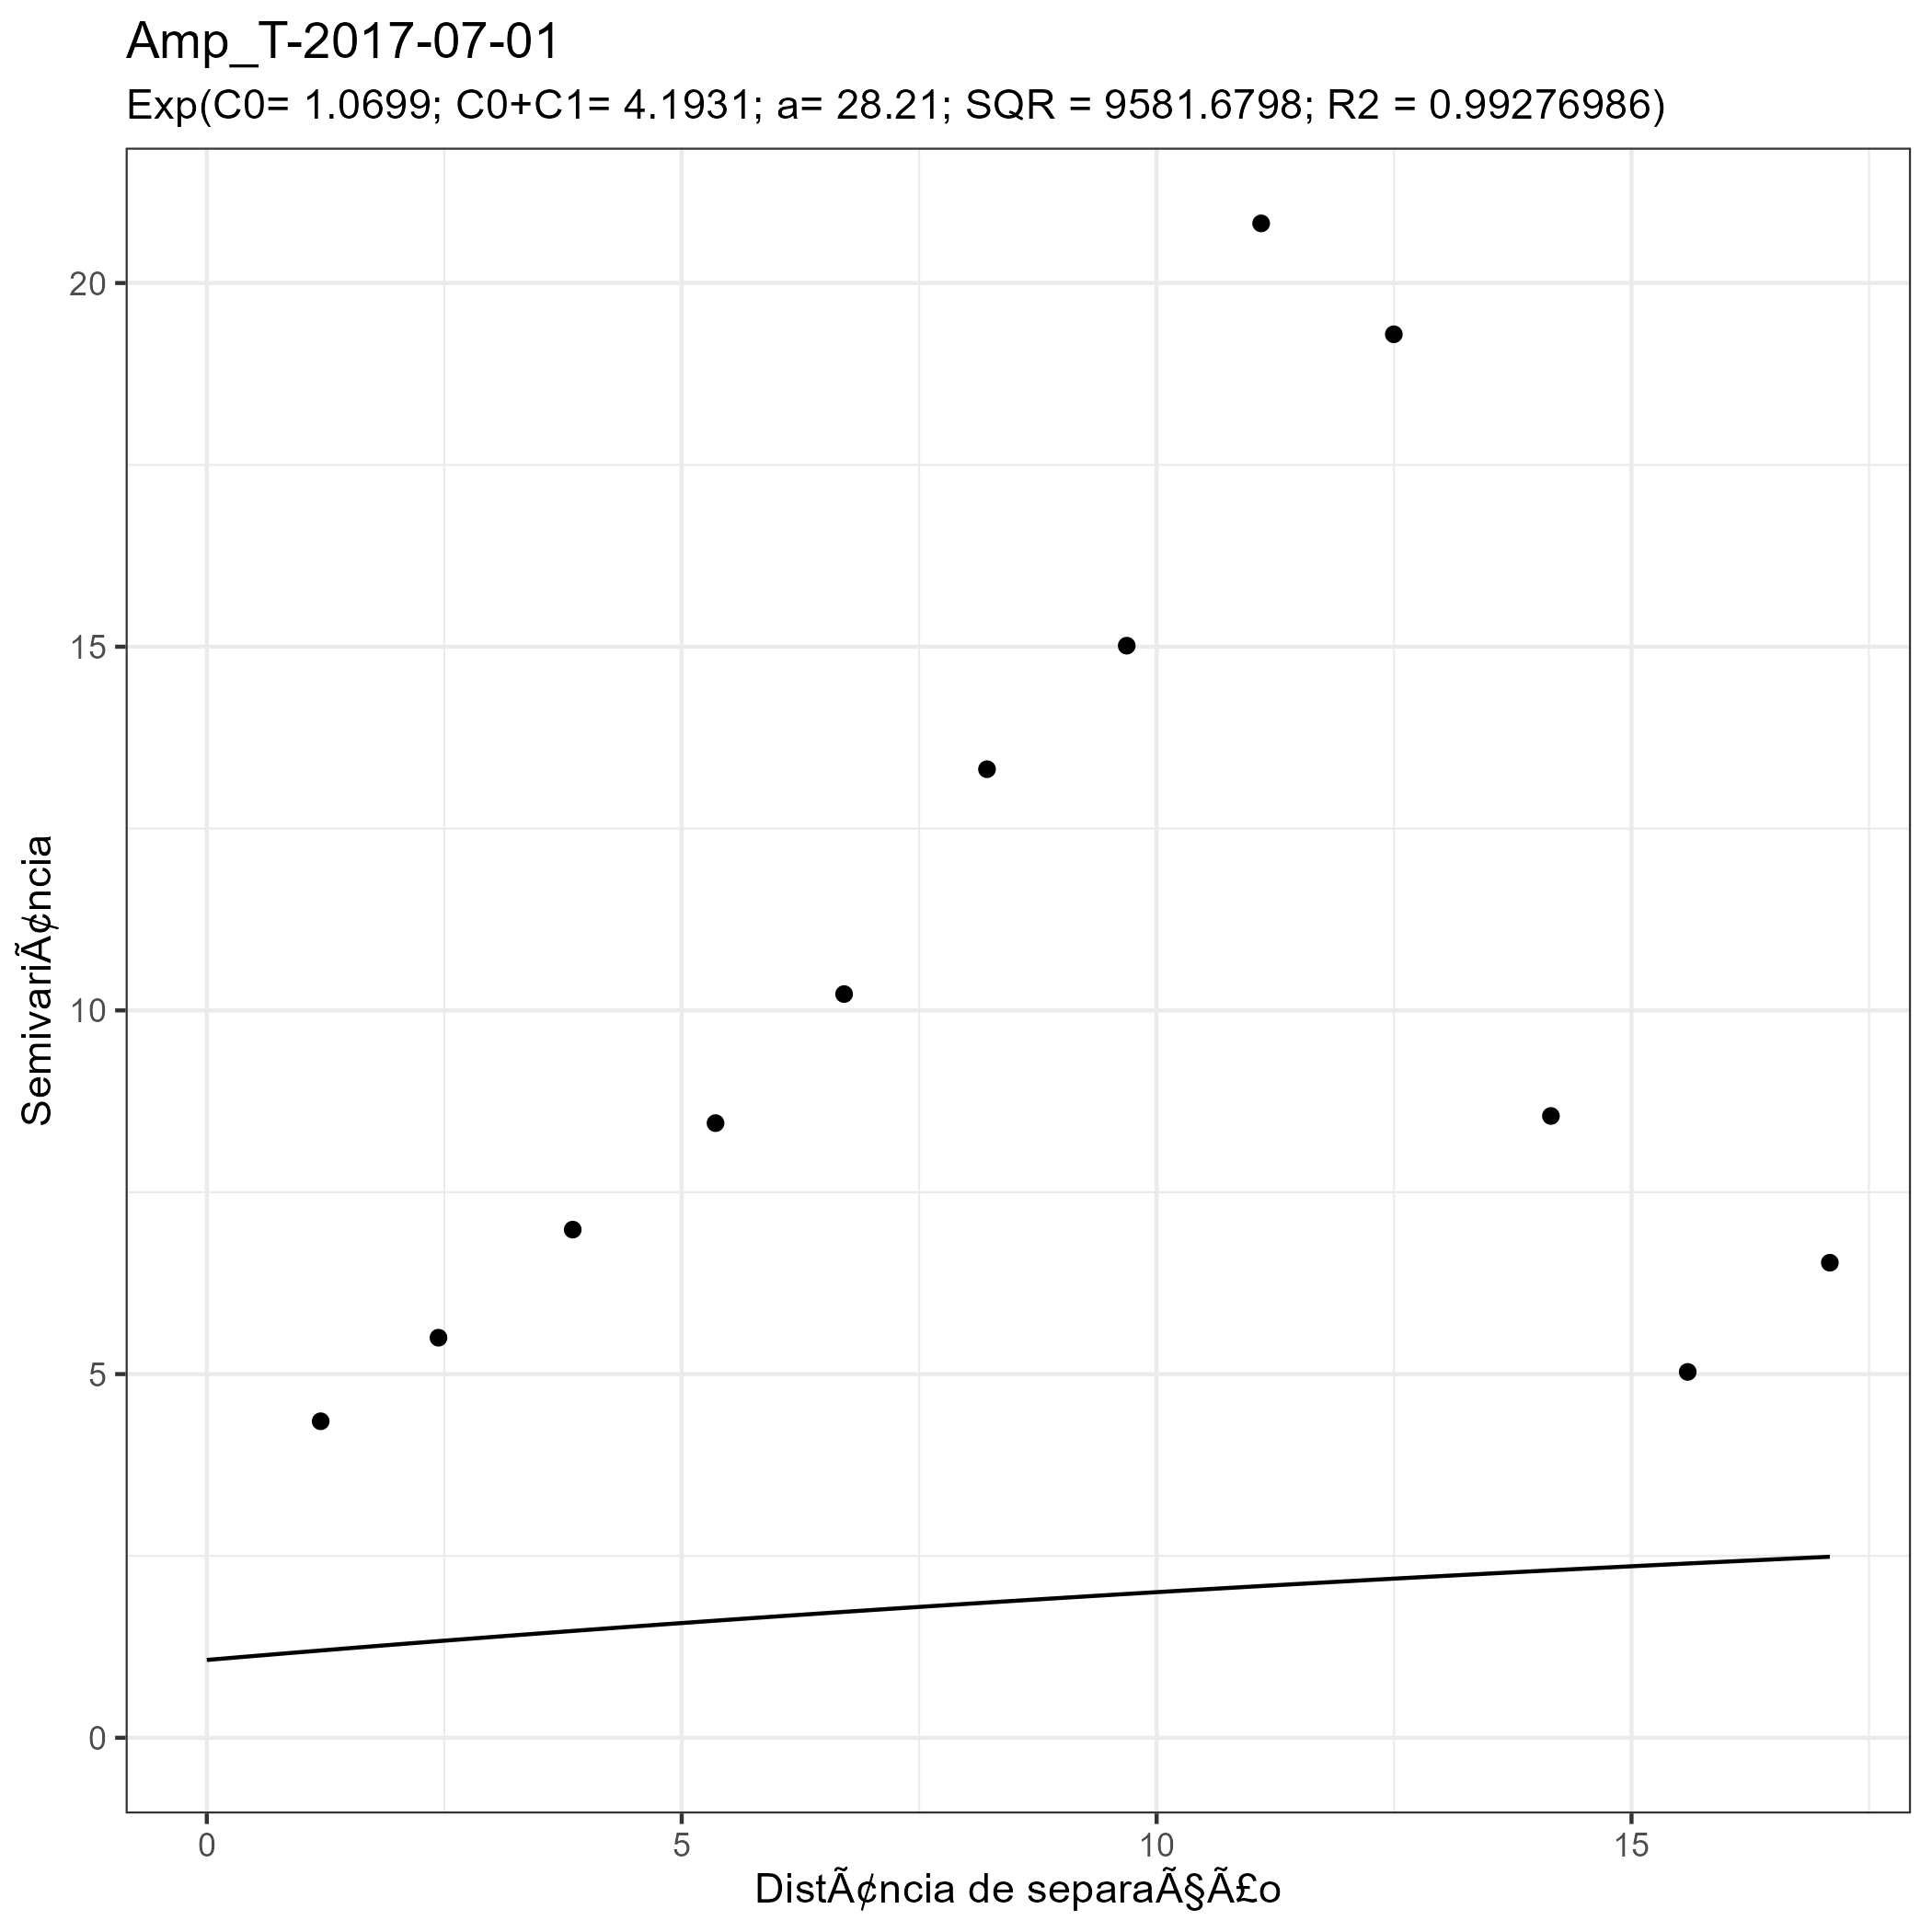 Amp_T-2017-07-01
Exp(C0= 1.0699; C0+C1= 4.1931; a= 28.21; SQR = 9581.6798; R2 = 0.99276986)
20
15
10
5
0
SemivariÃ¢ncia
0 5 10 15
DistÃ¢ncia de separaÃ§Ã£o